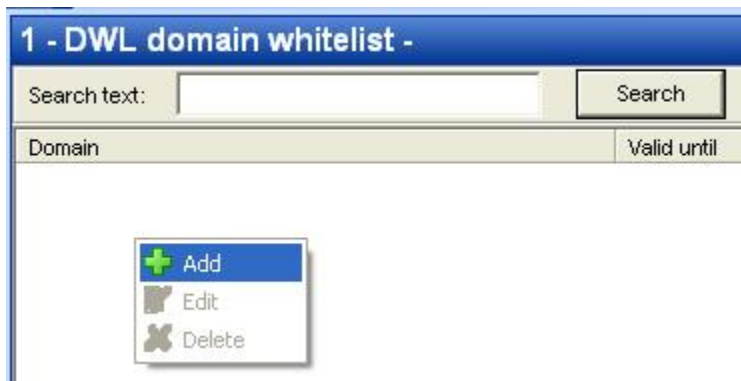 1 - DWL domain whitelist -
Search text: Search
Domain Valid until
Add
Edit
Delete